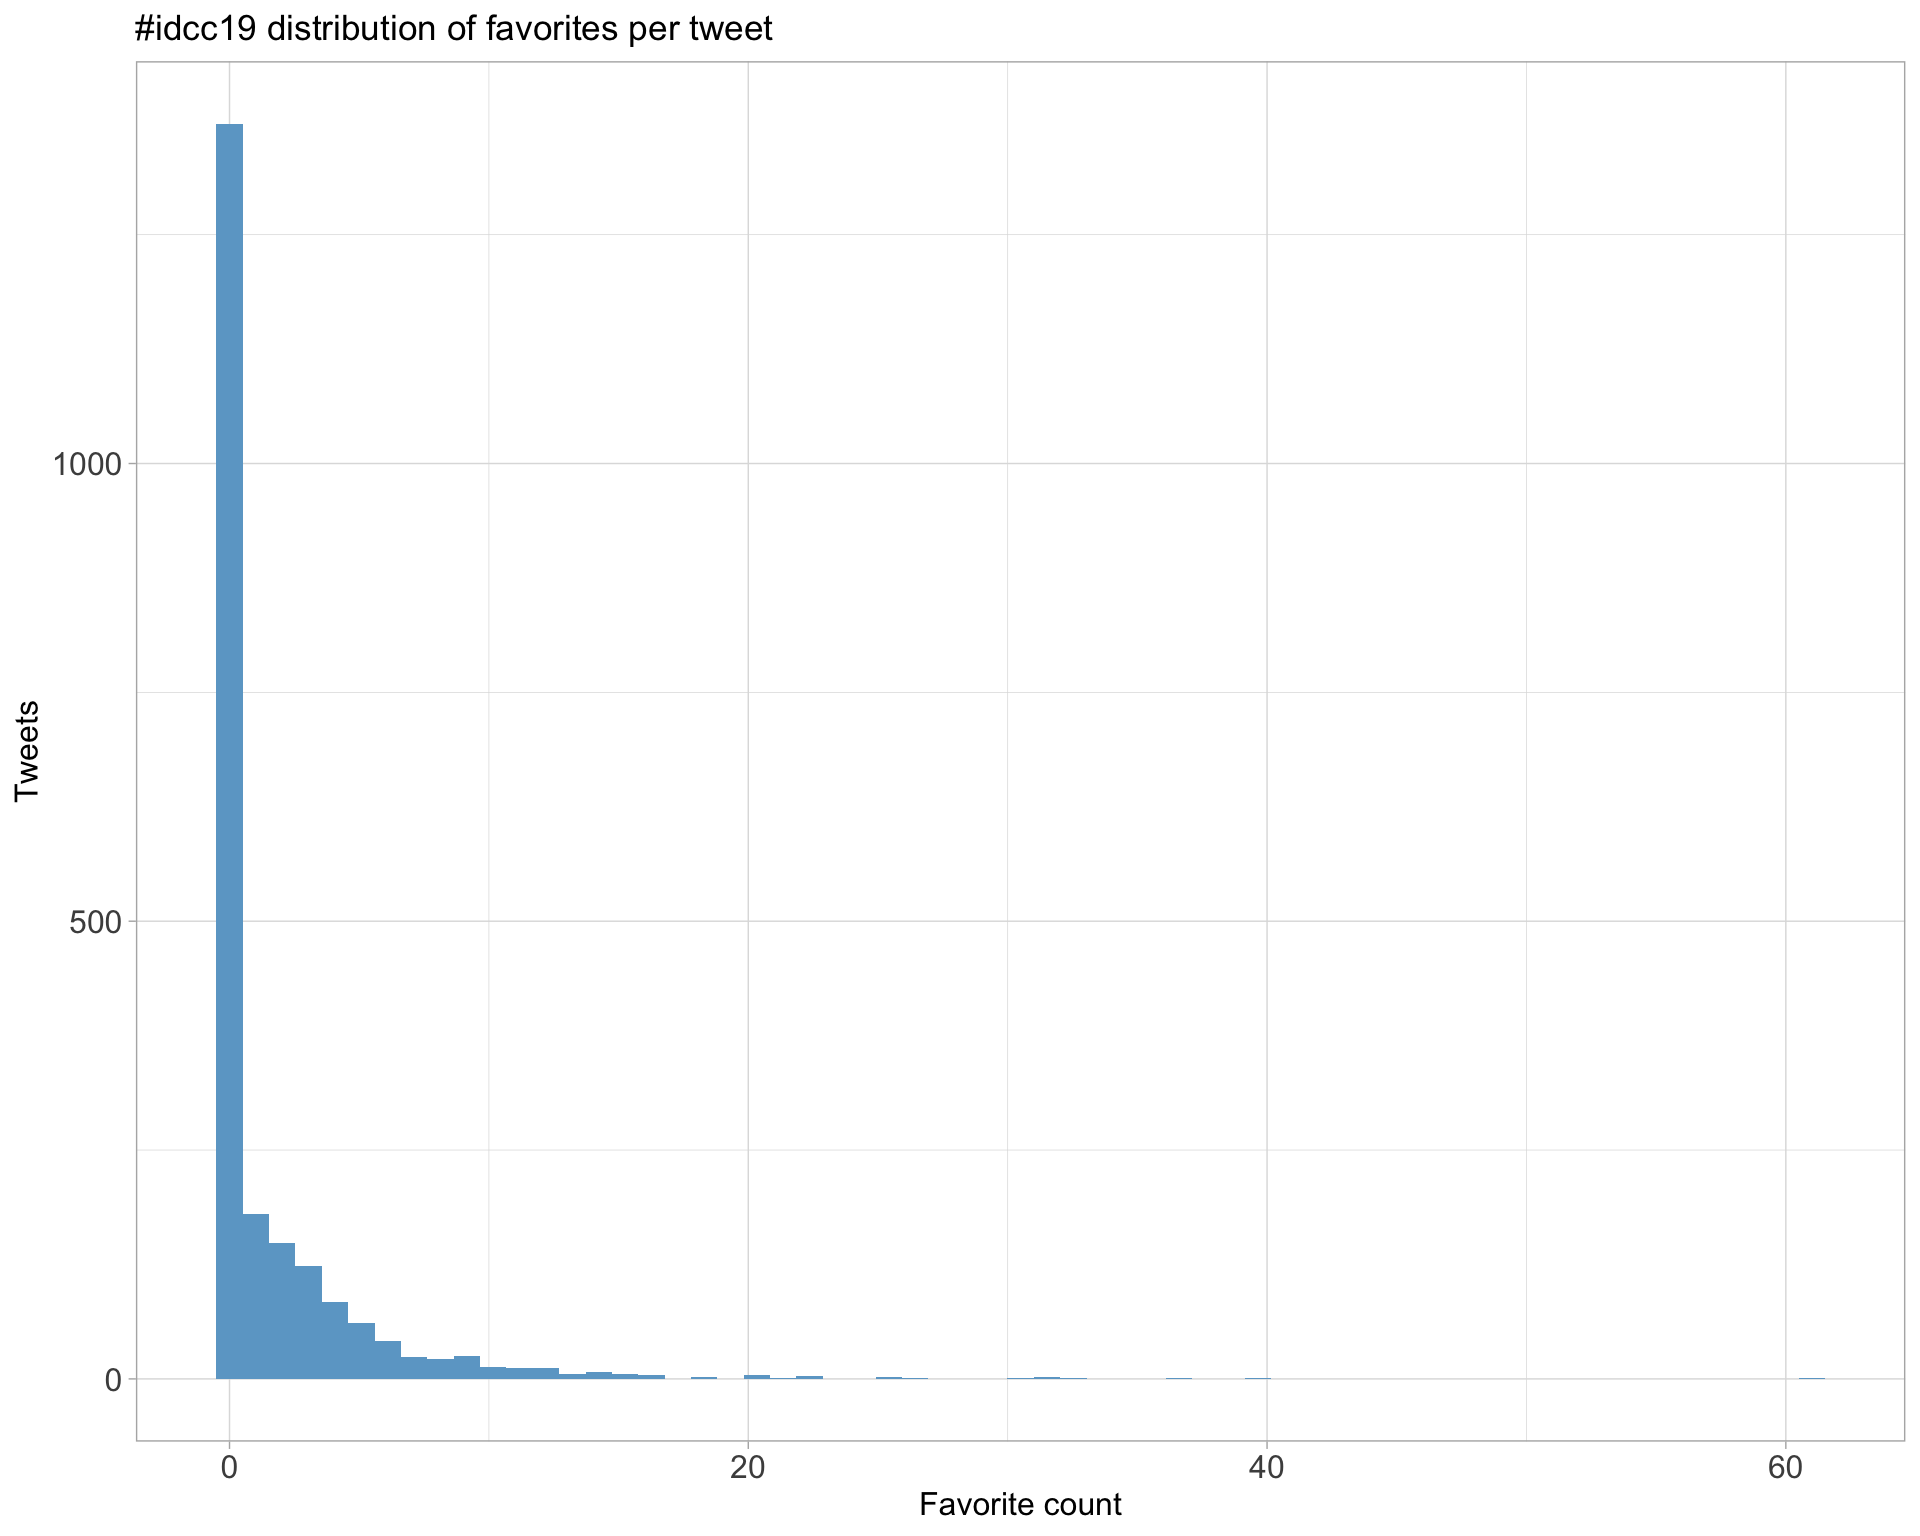 #idcc19 distribution of favorites per tweet
1000
500
0
Tweets
0 20 40 60
Favorite count